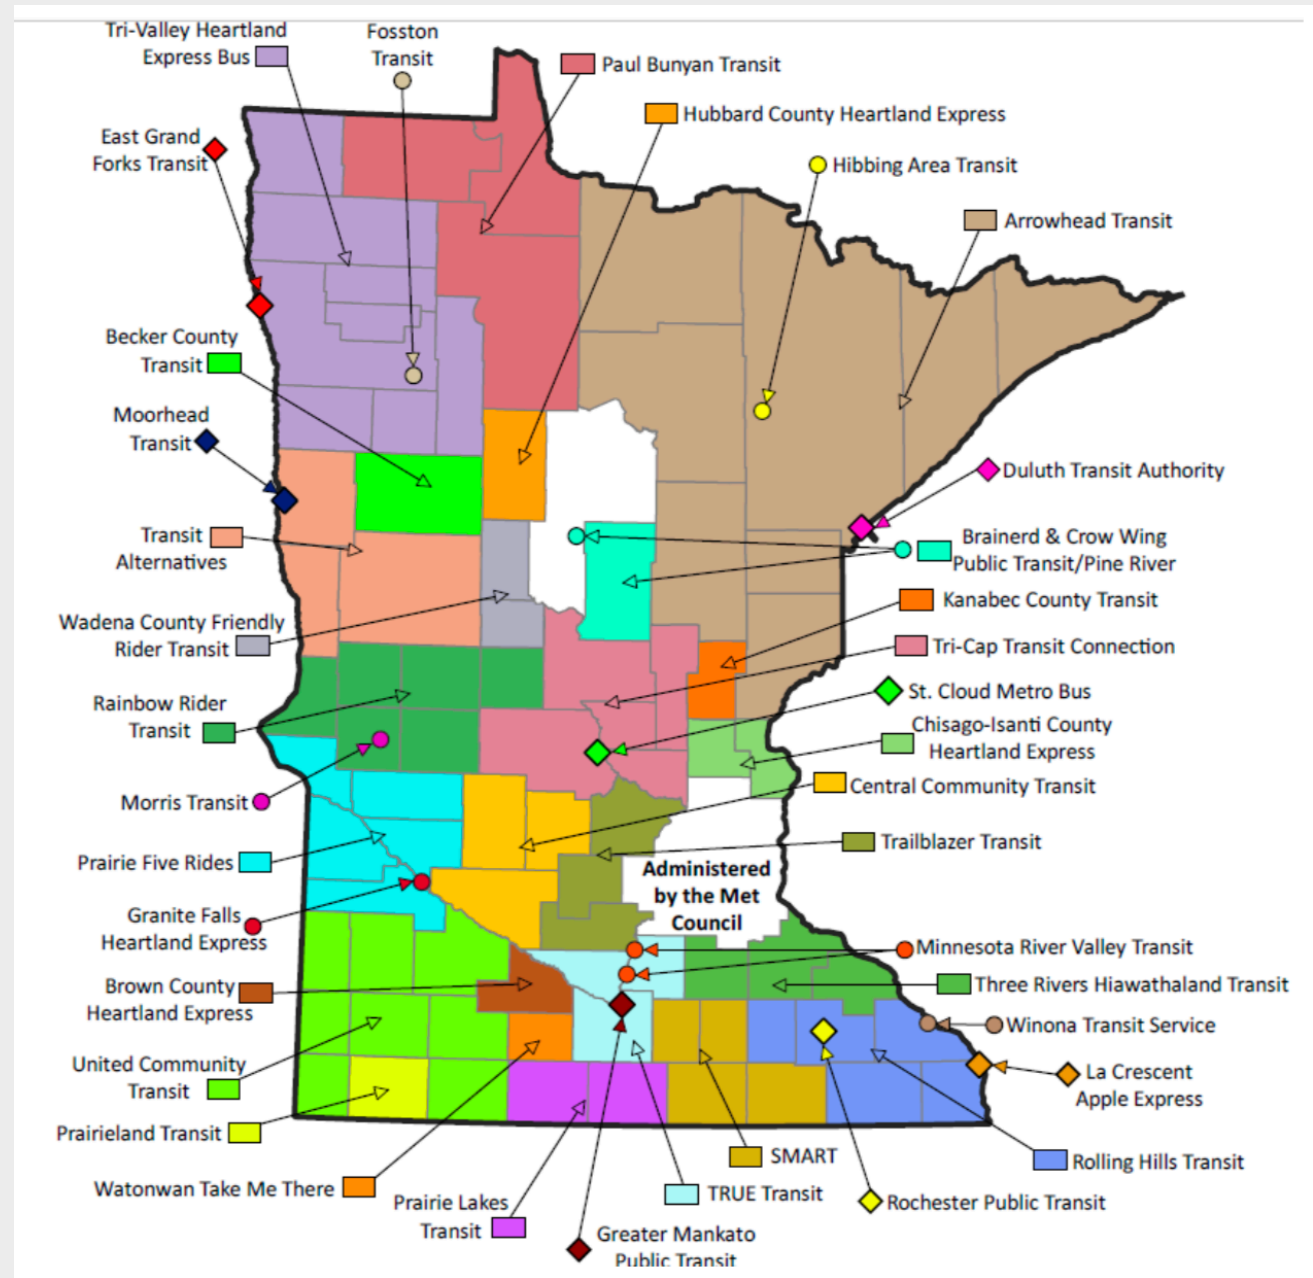 Tri-Valley Heartland
Express Bus
Fosston
Transit
Paul Bunyan Transit
Hubbard County Heartland Express
East Grand
Forks Transit
Hibbing Area Transit
Arrowhead Transit
Becker County
Transit
Moorhead
Transit
Duluth Transit Authority
Transit
Alternatives
Brainerd & Crow Wing
Public Transit/Pine River
Kanabec County Transit
Wadena County Friendly
Rider Transit
Tri-Cap Transit Connection
St. Cloud Metro Bus
Rainbow Rider
Transit
Chisago-Isanti County
Heartland Express
Morris Transit
Central Community Transit
Trailblazer Transit
Prairie Five Rides
Administered
by the Met
Council
Granite Falls
Heartland Express
Minnesota River Valley Transit
Brown County
Heartland Express
Three Rivers Hiawathaland Transit
Winona Transit Service
United Community
Transit
La Crescent
Apple Express
Prairieland Transit
SMART
Rolling Hills Transit
Watonwan Take Me There
TRUE Transit
Prairie Lakes
Transit
Rochester Public Transit
Greater Mankato
Public Transit